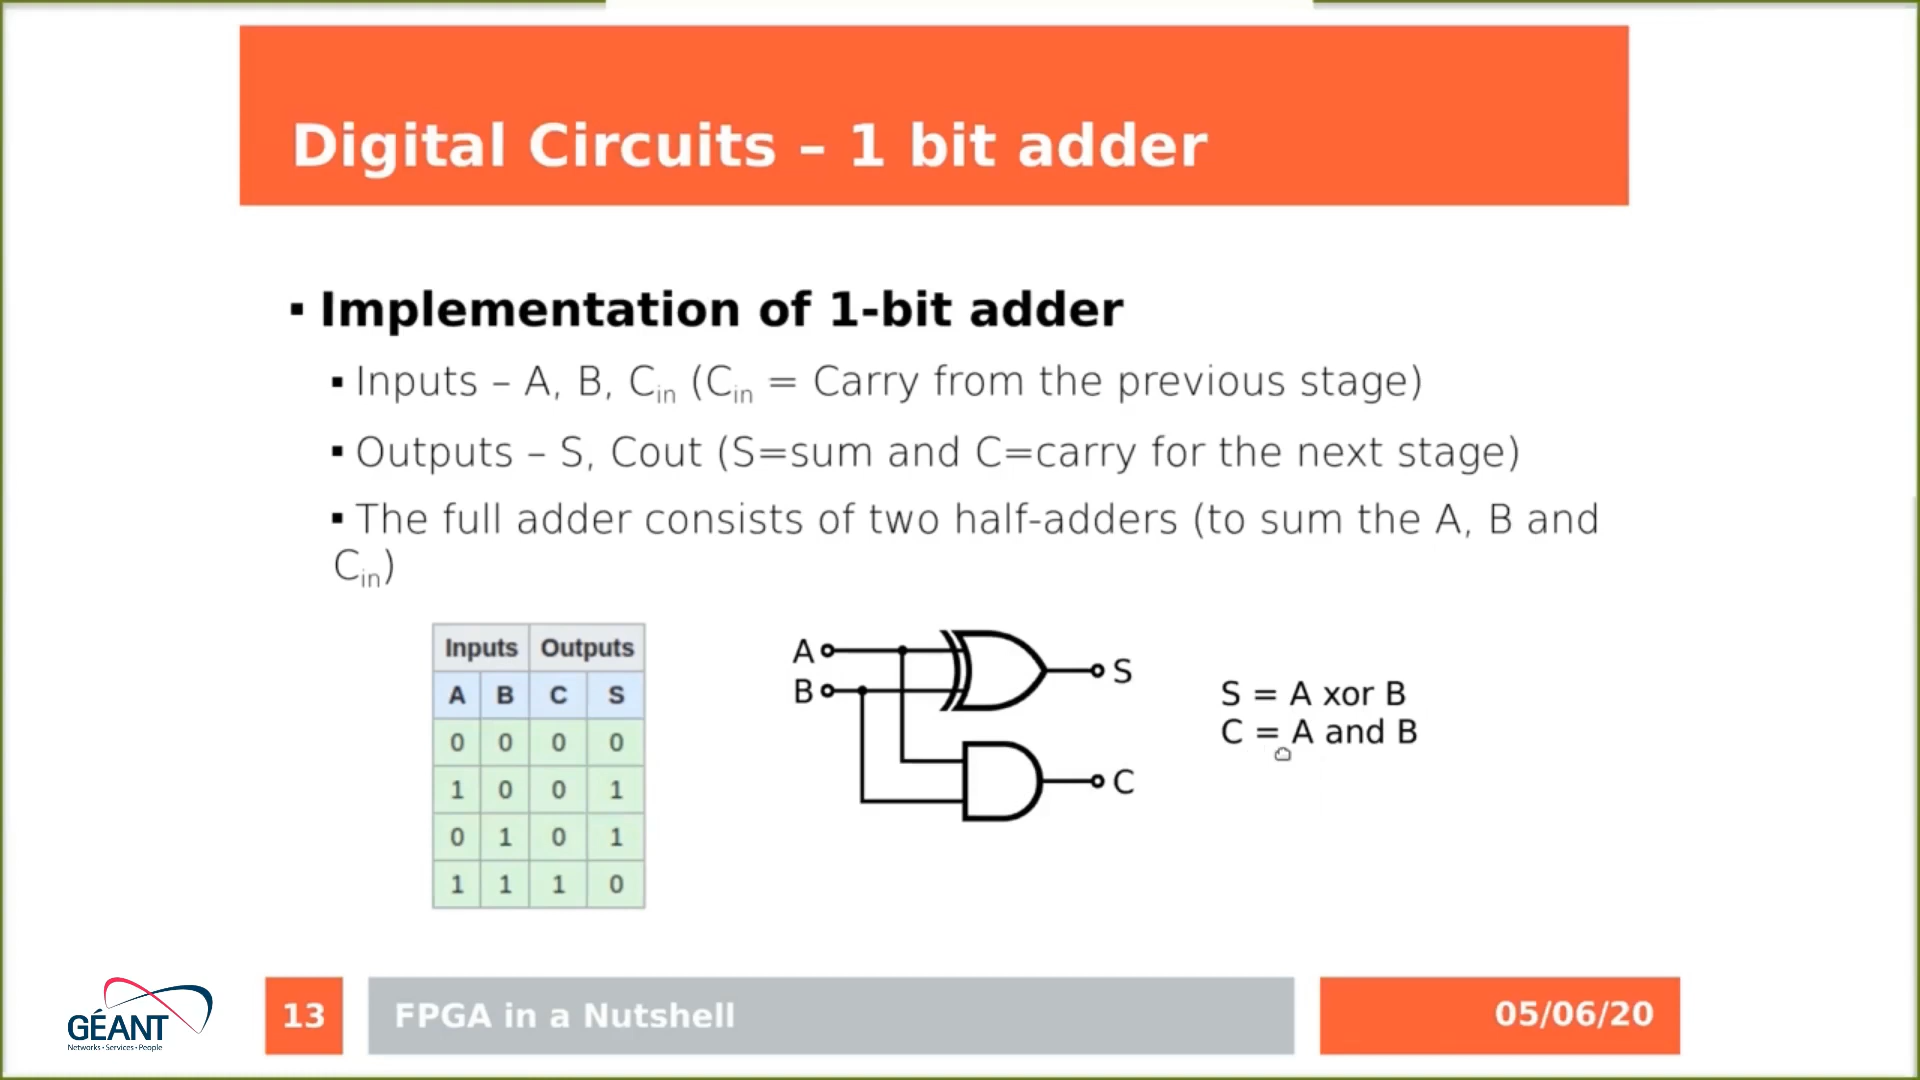 Digital Circuits – 1 bit adder
▪ Implementation of 1-bit adder
▪ Inputs – A, B, Cin (Cin = Carry from the previous stage)
▪ Outputs – S, Cout (S=sum and C=carry for the next stage)
▪ The full adder consists of two half-adders (to sum the A, B and
Cin)
Inputs Outputs
A B C S
0 0 0 0
1 0 0 1
0 1 0 1
1 1 1 0
A
B
S
C
S = A xor B
C = A and B
GÉANT
Networks • Services • People
13
FPGA in a Nutshell
05/06/20